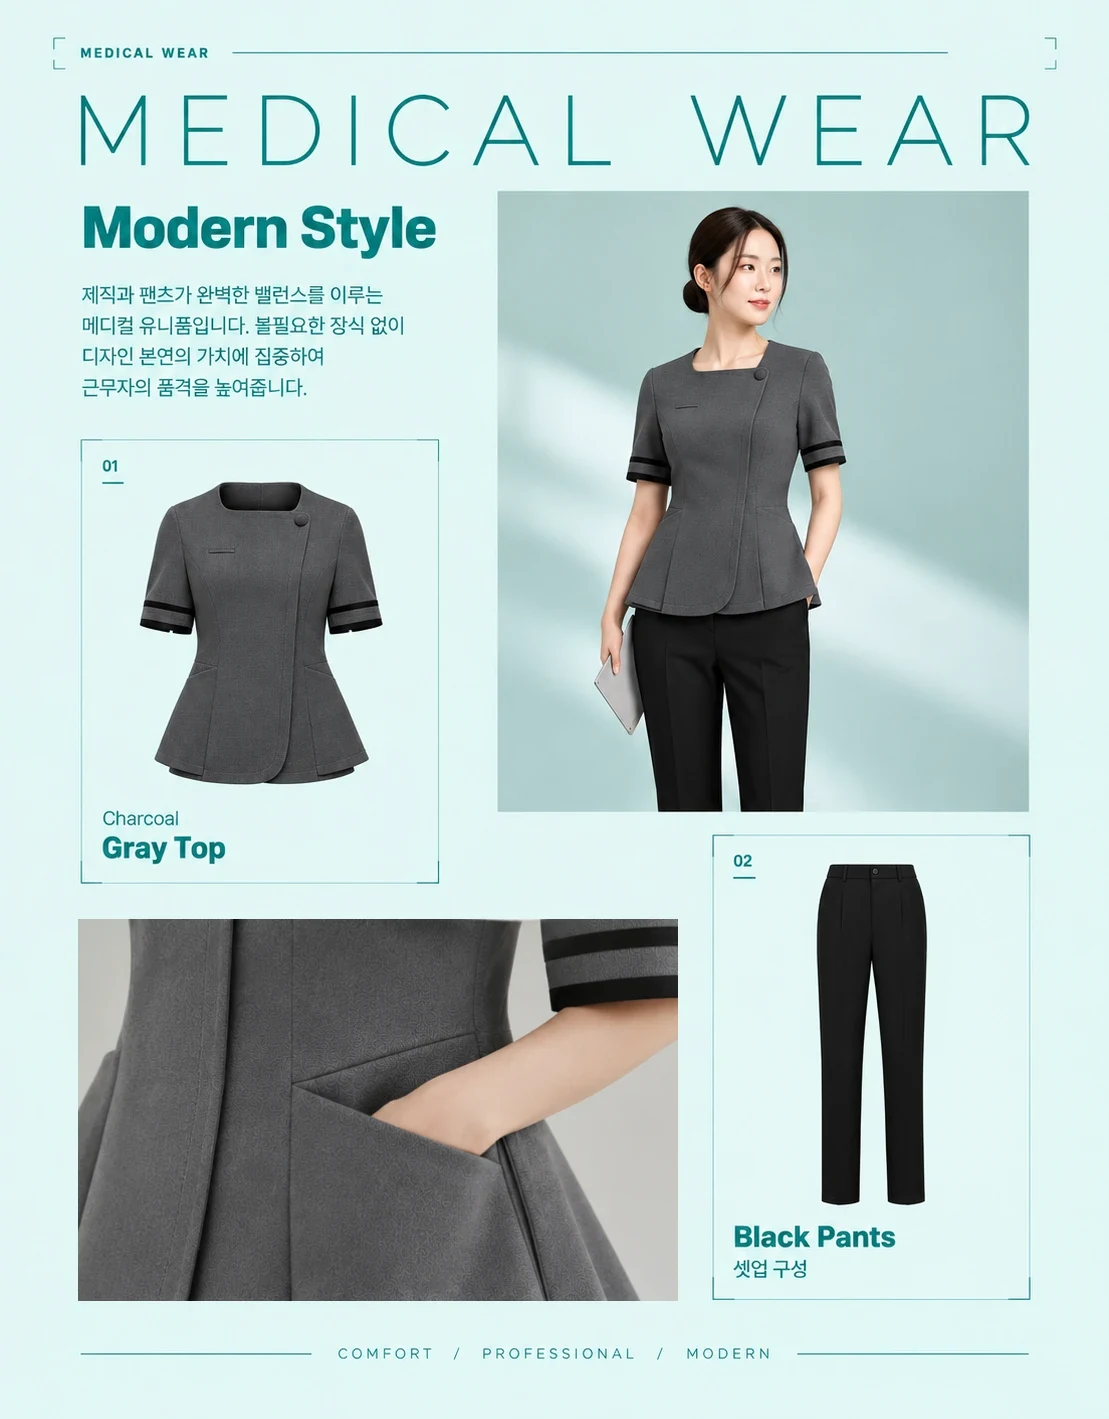 MEDICAL WEAR
MEDICAL WEAR
Modern Style
제직과 팬츠가 완벽한 밸런스를 이루는
메디컬 유니품입니다. 볼필요한 장식 없이
디자인 본연의 가치에 집중하여
근무자의 품격을 높여줍니다.
01
Charcoal
Gray Top
02
Black Pants
셋업 구성
COMFORT / PROFESSIONAL / MODERN